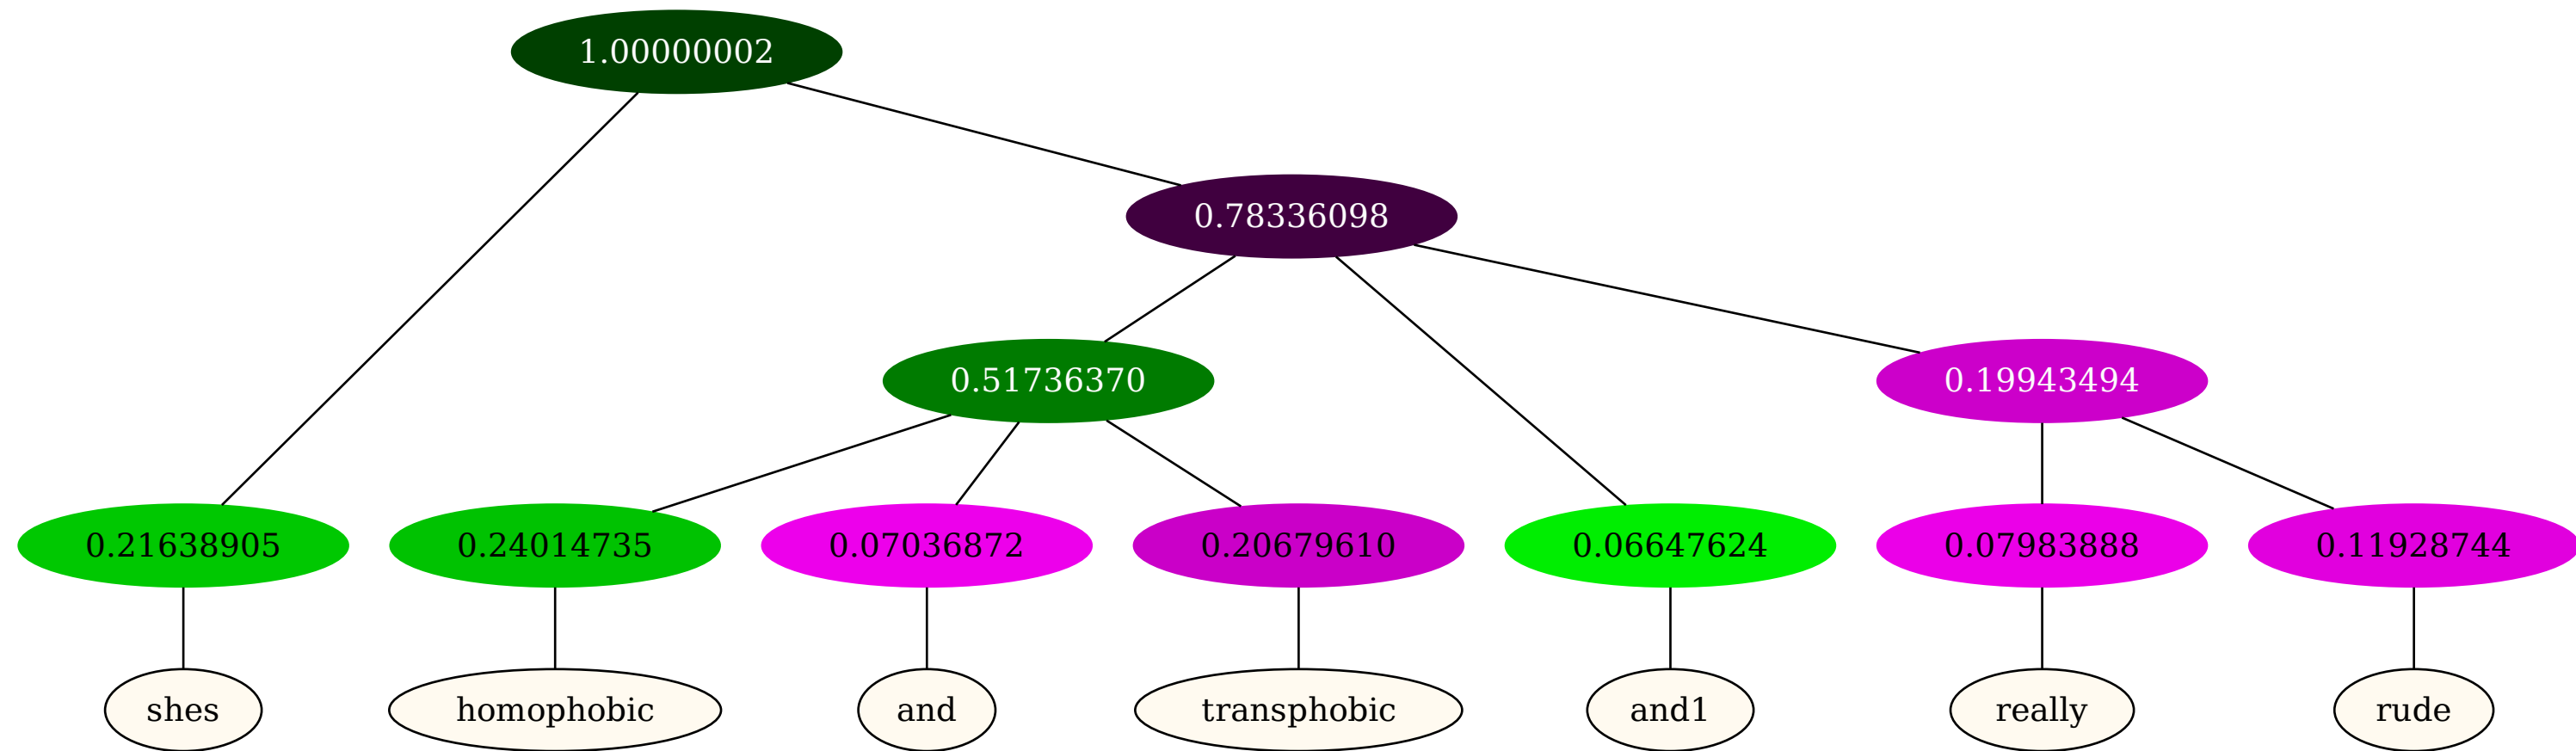 1.00000002
0.78336098
0.51736370 0.19943494
0.21638905 0.24014735 0.07036872 0.20679610 0.06647624 0.07983888 0.11928744
shes homophobic and transphobic and1 really rude